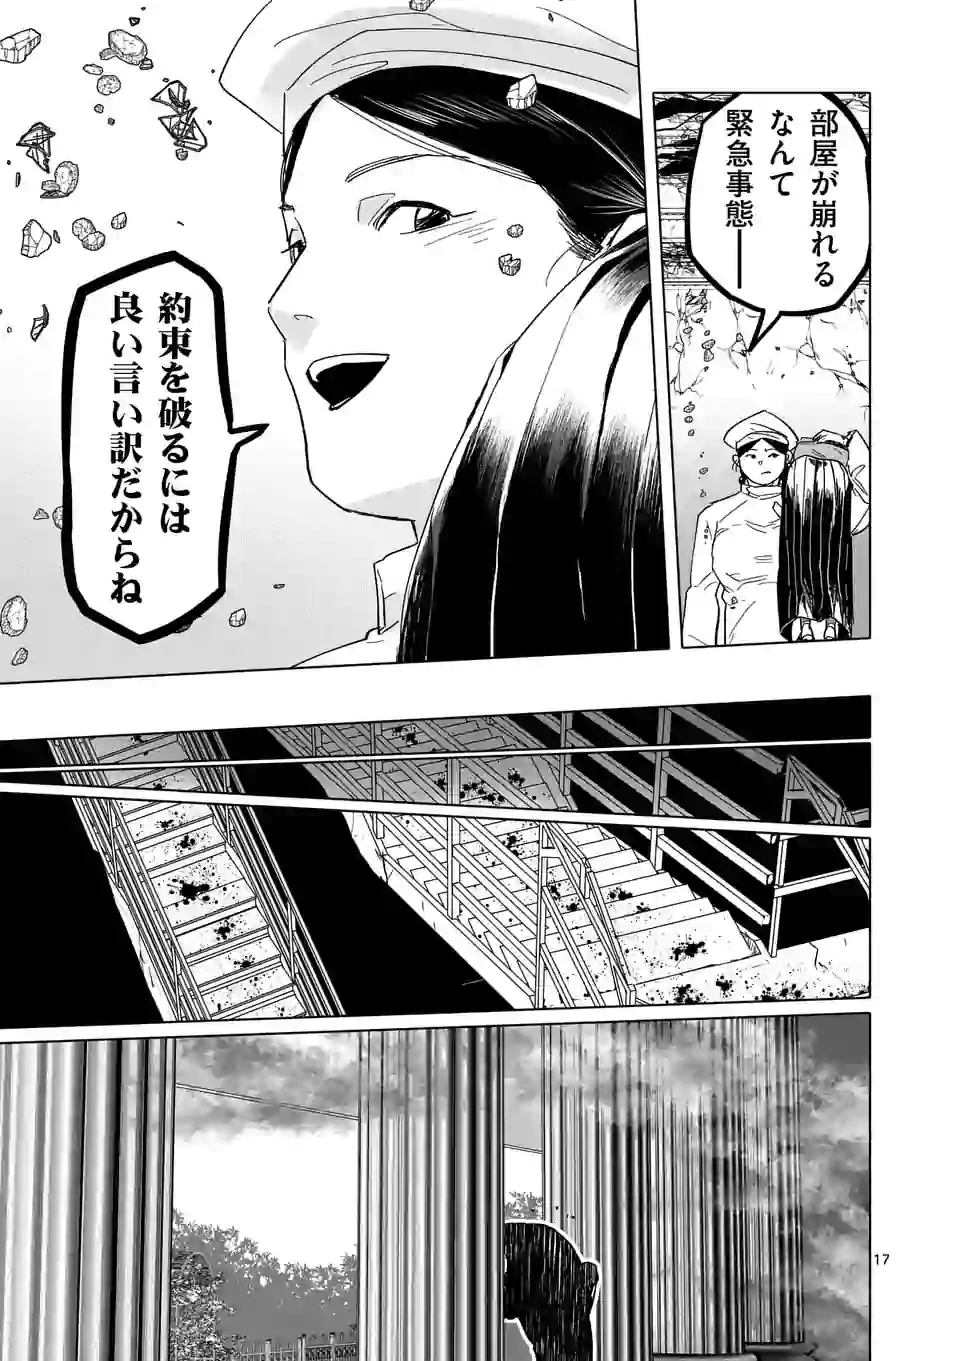 部屋が崩れる
なんて
緊急事態──
約束を破るには
良い言い訳だからね
17